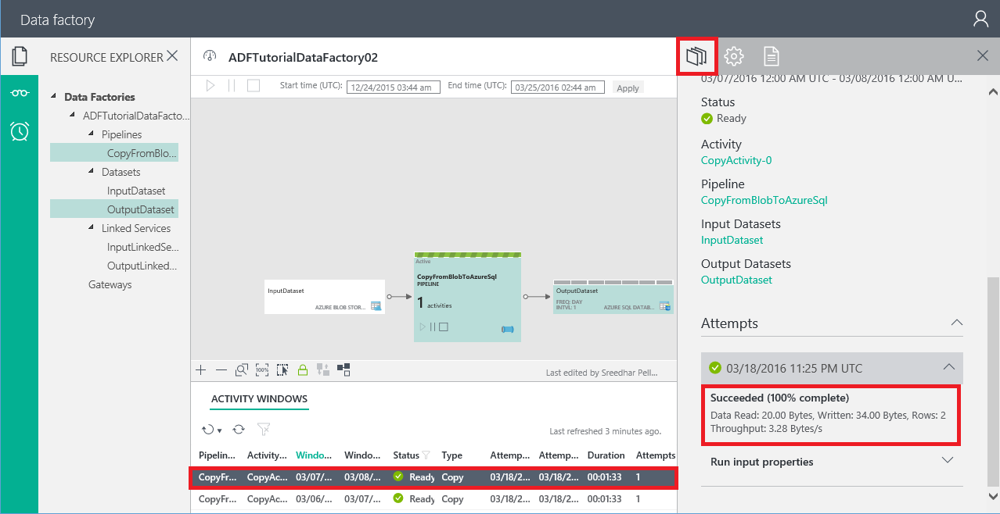 Data factory
RESOURCE EXPLORER
Data Factories
ADFTutorialDataFacto...
Pipelines
CopyFromBlo...
Datasets
InputDataset
OutputDataset
Linked Services
InputLinkedSe...
OutputLinked...
Gateways
ADFTutorialDataFactory02
Start time (UTC): 12/24/2015 03:44 am End time (UTC): 03/25/2016 02:44 am Apply
InputDataset
AZURE BLOB STOR...
Active
CopyFromBlobToAzureSql
PIPELINE
1 activities
OutputDataset
FREQ: DAY
INTVL: 1 AZURE SQL DATAB...
100%
Last edited by Sreedhar Pell...
ACTIVITY WINDOWS
Last refreshed 3 minutes ago.
Pipelin... Activity... Windo... Windo... Status Type Attemp... Attemp... Duration Attempts
CopyFr... CopyAc... 03/07/... 03/08/... Ready Copy 03/18/2... 03/18/2... 00:01:33 1
CopyFr... CopyAc... 03/06/... 03/07/... Ready Copy 03/18/2... 03/18/2... 00:01:33 1
03/07/2016 12:00 AM UTC - 03/08/2016 12:00 AM U...
Status
Ready
Activity
CopyActivity-0
Pipeline
CopyFromBlobToAzureSql
Input Datasets
InputDataset
Output Datasets
OutputDataset
Attempts
03/18/2016 11:25 PM UTC
Succeeded (100% complete)
Data Read: 20.00 Bytes, Written: 34.00 Bytes, Rows: 2
Throughput: 3.28 Bytes/s
Run input properties